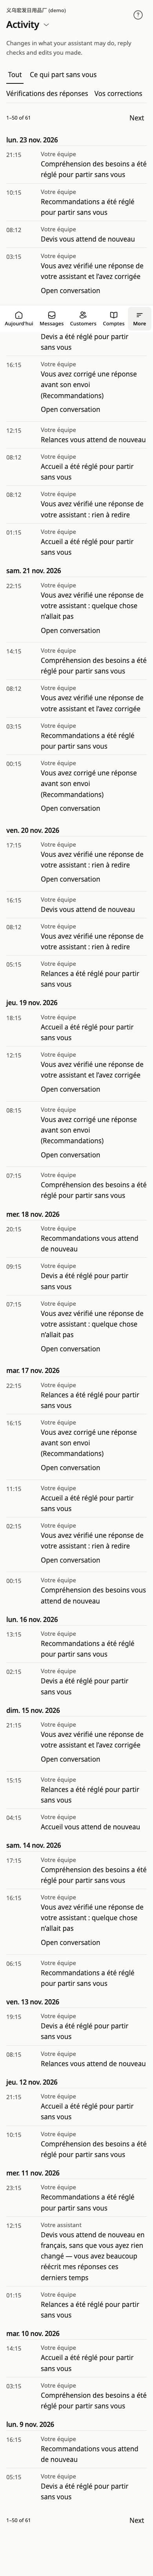 义乌宏发日用品厂 (demo)
Activity
Changes in what your assistant may do, reply
checks and edits you made.
Tout Ce qui part sans vous
Vérifications des réponses Vos corrections
1–50 of 61 Next
lun. 23 nov. 2026
21:15 Votre équipe
Compréhension des besoins a été
réglé pour partir sans vous
10:15 Votre équipe
Recommandations a été réglé
pour partir sans vous
08:12 Votre équipe
Devis vous attend de nouveau
03:15 Votre équipe
Vous avez vérifié une réponse de
votre assistant et l’avez corrigée
Open conversation
Aujourd’hui Messages Customers Comptes More
Devis a été réglé pour partir
sans vous
16:15 Votre équipe
Vous avez corrigé une réponse
avant son envoi
(Recommandations)
Open conversation
12:15 Votre équipe
Relances vous attend de nouveau
08:12 Votre équipe
Accueil a été réglé pour partir
sans vous
08:12 Votre équipe
Vous avez vérifié une réponse de
votre assistant : rien à redire
01:15 Votre équipe
Accueil a été réglé pour partir
sans vous
sam. 21 nov. 2026
22:15 Votre équipe
Vous avez vérifié une réponse de
votre assistant : quelque chose
n’allait pas
Open conversation
14:15 Votre équipe
Compréhension des besoins a été
réglé pour partir sans vous
08:12 Votre équipe
Vous avez vérifié une réponse de
votre assistant et l’avez corrigée
03:15 Votre équipe
Recommandations a été réglé
pour partir sans vous
00:15 Votre équipe
Vous avez corrigé une réponse
avant son envoi
(Recommandations)
Open conversation
ven. 20 nov. 2026
17:15 Votre équipe
Vous avez vérifié une réponse de
votre assistant : rien à redire
Open conversation
16:15 Votre équipe
Devis vous attend de nouveau
08:12 Votre équipe
Vous avez vérifié une réponse de
votre assistant : rien à redire
05:15 Votre équipe
Relances a été réglé pour partir
sans vous
jeu. 19 nov. 2026
18:15 Votre équipe
Accueil a été réglé pour partir
sans vous
12:15 Votre équipe
Vous avez vérifié une réponse de
votre assistant et l’avez corrigée
Open conversation
08:15 Votre équipe
Vous avez corrigé une réponse
avant son envoi
(Recommandations)
Open conversation
07:15 Votre équipe
Compréhension des besoins a été
réglé pour partir sans vous
mer. 18 nov. 2026
20:15 Votre équipe
Recommandations vous attend
de nouveau
09:15 Votre équipe
Devis a été réglé pour partir
sans vous
07:15 Votre équipe
Vous avez vérifié une réponse de
votre assistant : quelque chose
n’allait pas
Open conversation
mar. 17 nov. 2026
22:15 Votre équipe
Relances a été réglé pour partir
sans vous
16:15 Votre équipe
Vous avez corrigé une réponse
avant son envoi
(Recommandations)
Open conversation
11:15 Votre équipe
Accueil a été réglé pour partir
sans vous
02:15 Votre équipe
Vous avez vérifié une réponse de
votre assistant : rien à redire
Open conversation
00:15 Votre équipe
Compréhension des besoins vous
attend de nouveau
lun. 16 nov. 2026
13:15 Votre équipe
Recommandations a été réglé
pour partir sans vous
02:15 Votre équipe
Devis a été réglé pour partir
sans vous
dim. 15 nov. 2026
21:15 Votre équipe
Vous avez vérifié une réponse de
votre assistant et l’avez corrigée
Open conversation
15:15 Votre équipe
Relances a été réglé pour partir
sans vous
04:15 Votre équipe
Accueil vous attend de nouveau
sam. 14 nov. 2026
17:15 Votre équipe
Compréhension des besoins a été
réglé pour partir sans vous
16:15 Votre équipe
Vous avez vérifié une réponse de
votre assistant : quelque chose
n’allait pas
Open conversation
06:15 Votre équipe
Recommandations a été réglé
pour partir sans vous
ven. 13 nov. 2026
19:15 Votre équipe
Devis a été réglé pour partir
sans vous
08:15 Votre équipe
Relances vous attend de nouveau
jeu. 12 nov. 2026
21:15 Votre équipe
Accueil a été réglé pour partir
sans vous
10:15 Votre équipe
Compréhension des besoins a été
réglé pour partir sans vous
mer. 11 nov. 2026
23:15 Votre équipe
Recommandations a été réglé
pour partir sans vous
12:15 Votre assistant
Devis vous attend de nouveau en
français, sans que vous ayez rien
changé — vous avez beaucoup
réécrit mes réponses ces
derniers temps
01:15 Votre équipe
Relances a été réglé pour partir
sans vous
mar. 10 nov. 2026
14:15 Votre équipe
Accueil a été réglé pour partir
sans vous
03:15 Votre équipe
Compréhension des besoins a été
réglé pour partir sans vous
lun. 9 nov. 2026
16:15 Votre équipe
Recommandations vous attend
de nouveau
05:15 Votre équipe
Devis a été réglé pour partir
sans vous
1–50 of 61 Next